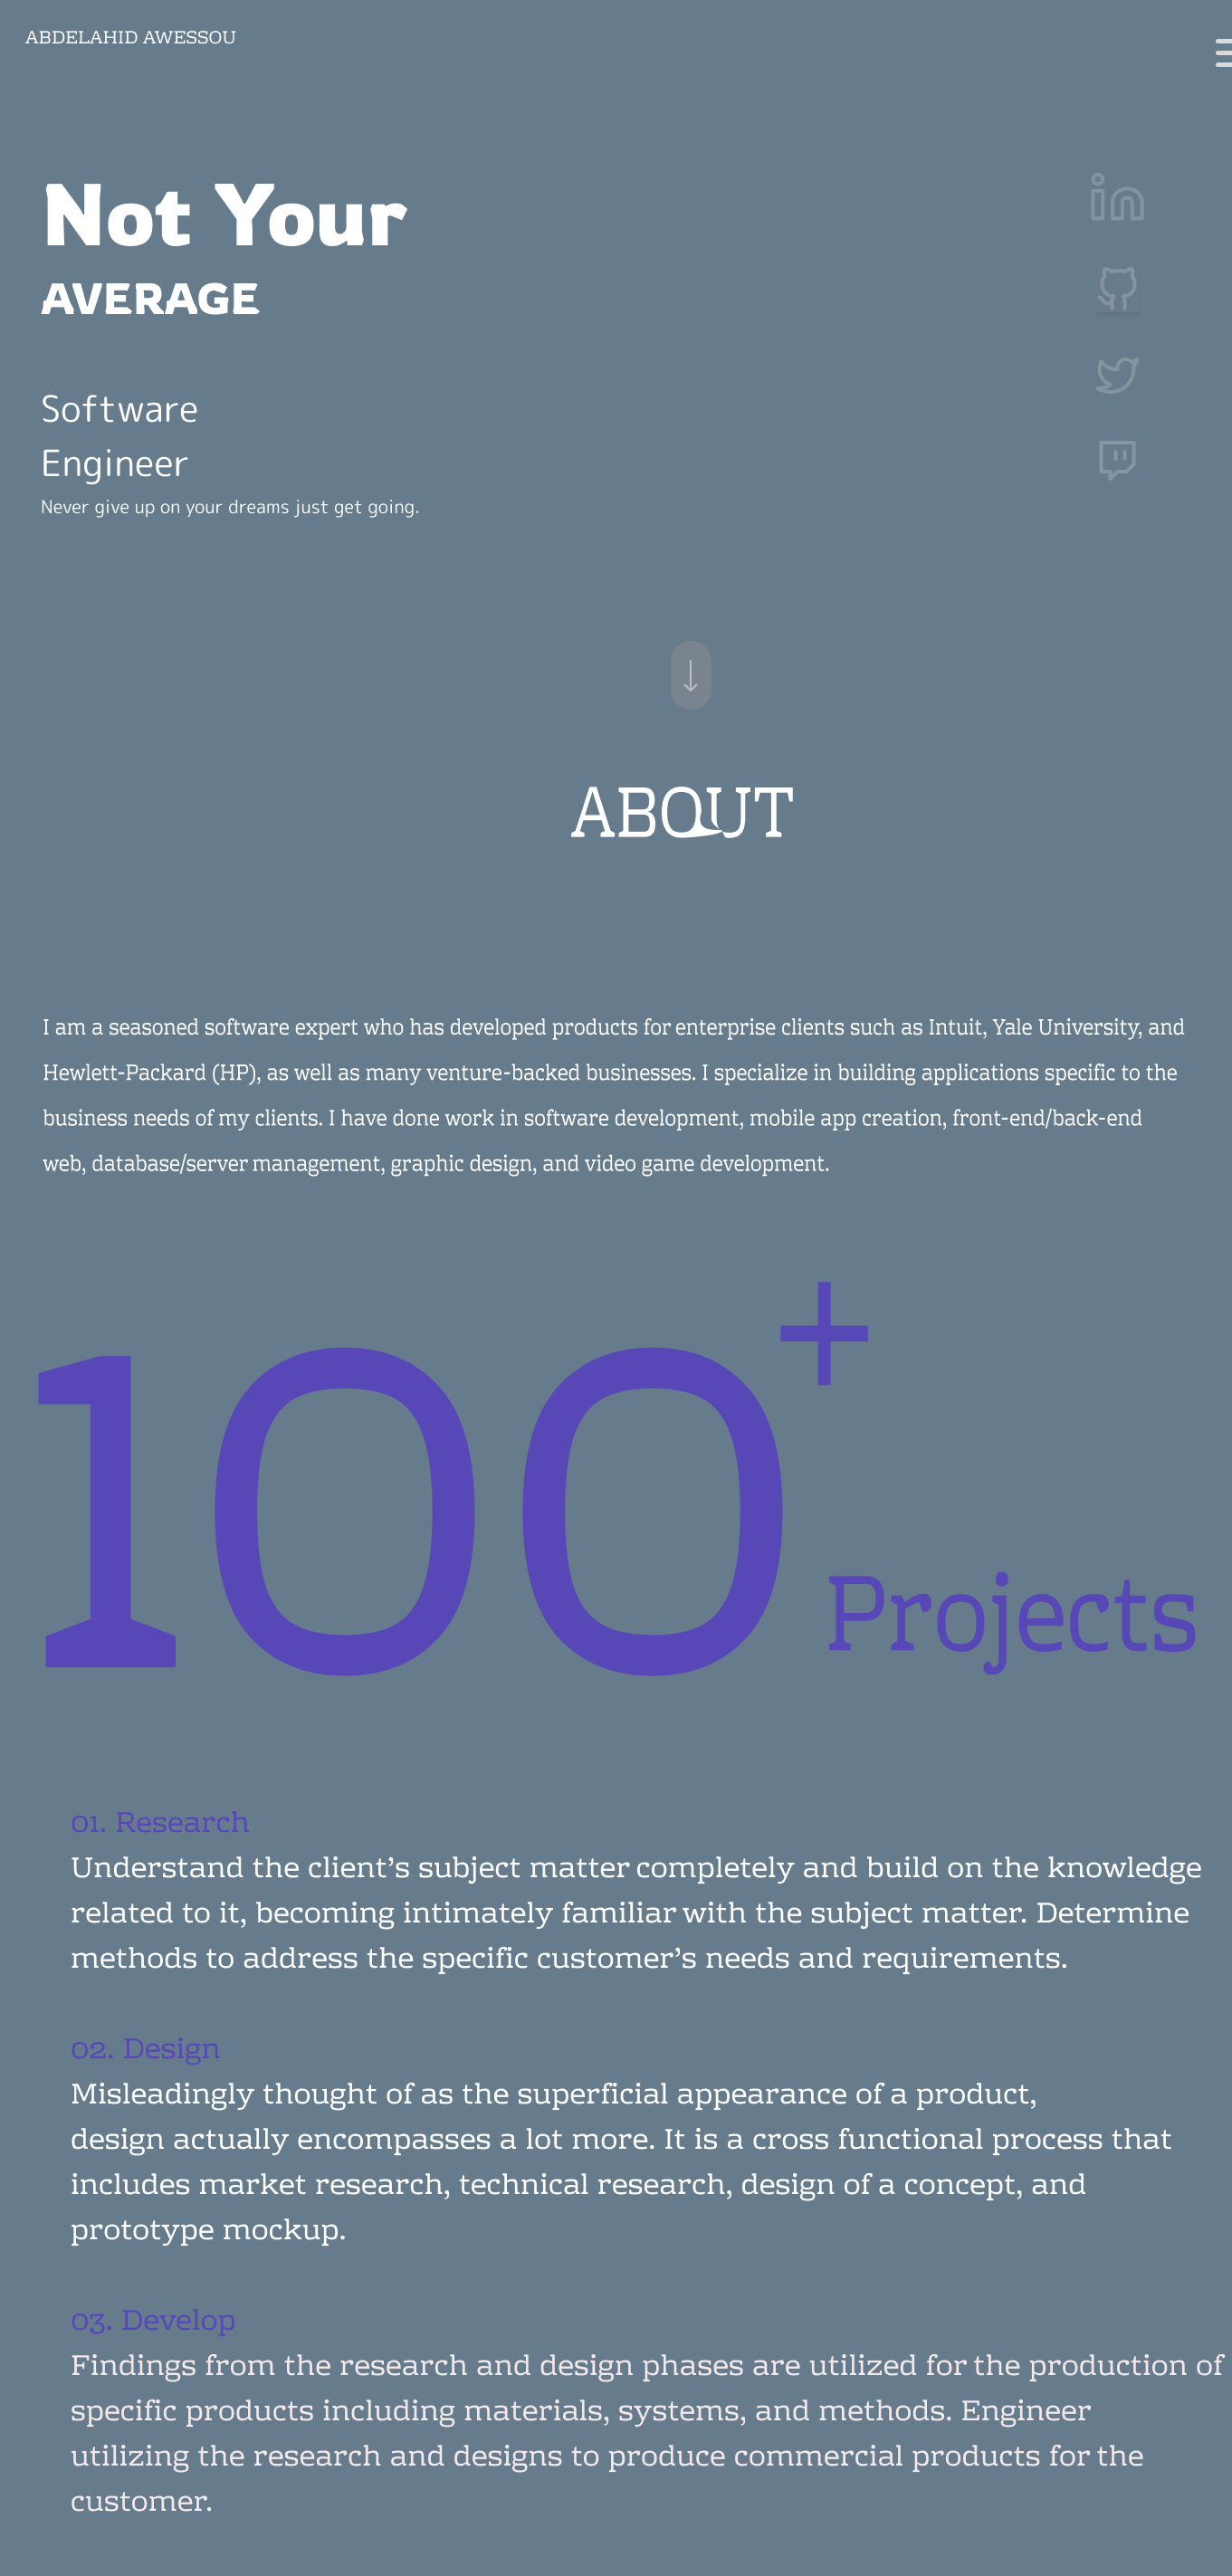 ABDELAHID AWESSOU
Not Your
AVERAGE
Software
Engineer
Never give up on your dreams just get going.
ABOUT
I am a seasoned software expert who has developed products for enterprise clients such as Intuit, Yale University, and
Hewlett-Packard (HP), as well as many venture-backed businesses. I specialize in building applications specific to the
business needs of my clients. I have done work in software development, mobile app creation, front-end/back-end
web, database/server management, graphic design, and video game development.
100+
Projects
01. Research
Understand the client’s subject matter completely and build on the knowledge
related to it, becoming intimately familiar with the subject matter. Determine
methods to address the specific customer’s needs and requirements.
02. Design
Misleadingly thought of as the superficial appearance of a product,
design actually encompasses a lot more. It is a cross functional process that
includes market research, technical research, design of a concept, and
prototype mockup.
03. Develop
Findings from the research and design phases are utilized for the production of
specific products including materials, systems, and methods. Engineer
utilizing the research and designs to produce commercial products for the
customer.